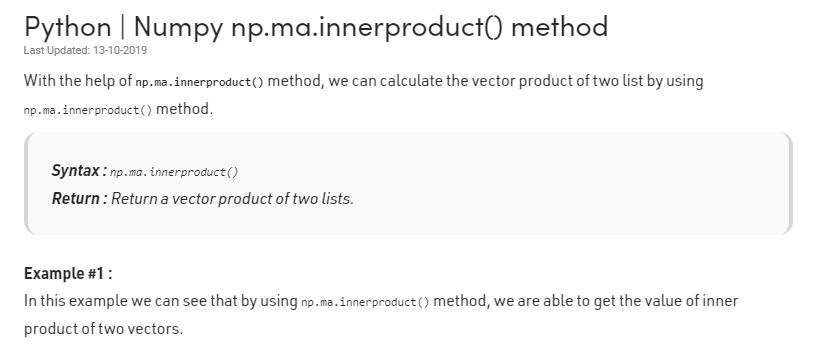 Python | Numpy np.ma.innerproduct() method
Last Updated: 13-10-2019
With the help of np.ma.innerproduct() method, we can calculate the vector product of two list by using
np.ma.innerproduct() method.
Syntax : np.ma.innerproduct()
Return : Return a vector product of two lists.
Example #1 :
In this example we can see that by using np.ma.innerproduct() method, we are able to get the value of inner
product of two vectors.